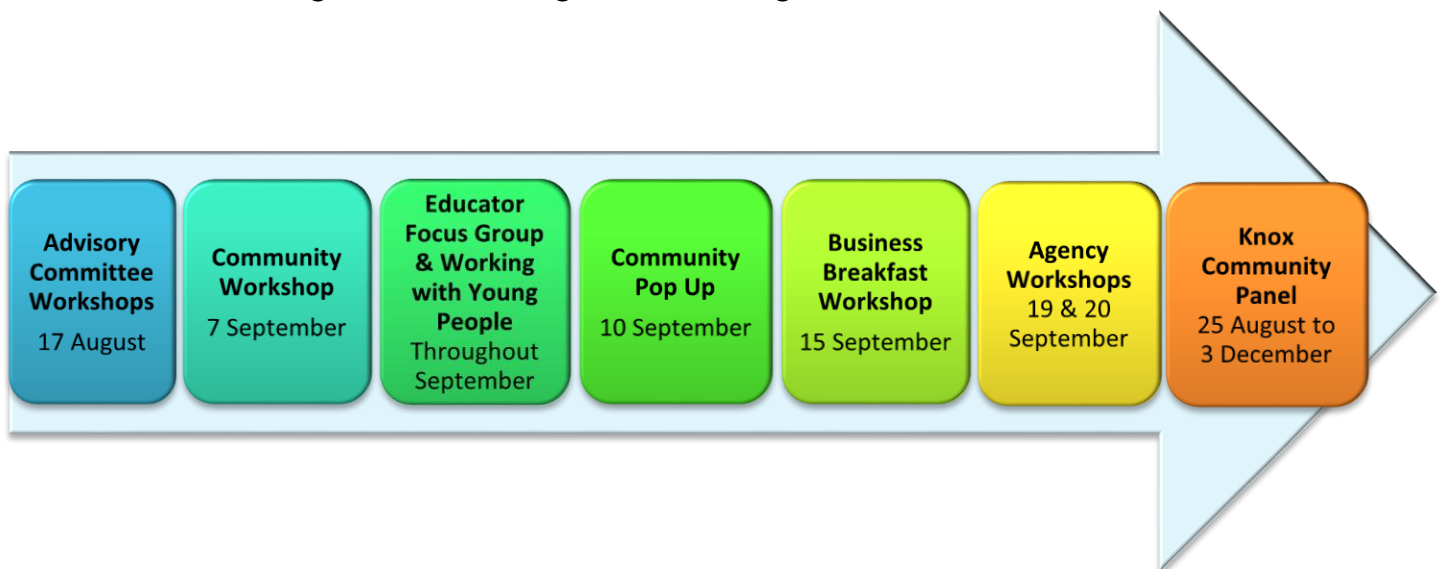 Advisory
Committee
Workshops
17 August
Community
Workshop
7 September
Educator
Focus Group
& Working
with Young
People
Throughout
September
Community
Pop Up
10 September
Business
Breakfast
Workshop
15 September
Agency
Workshops
19 & 20
September
Knox
Community
Panel
25 August to
3 December